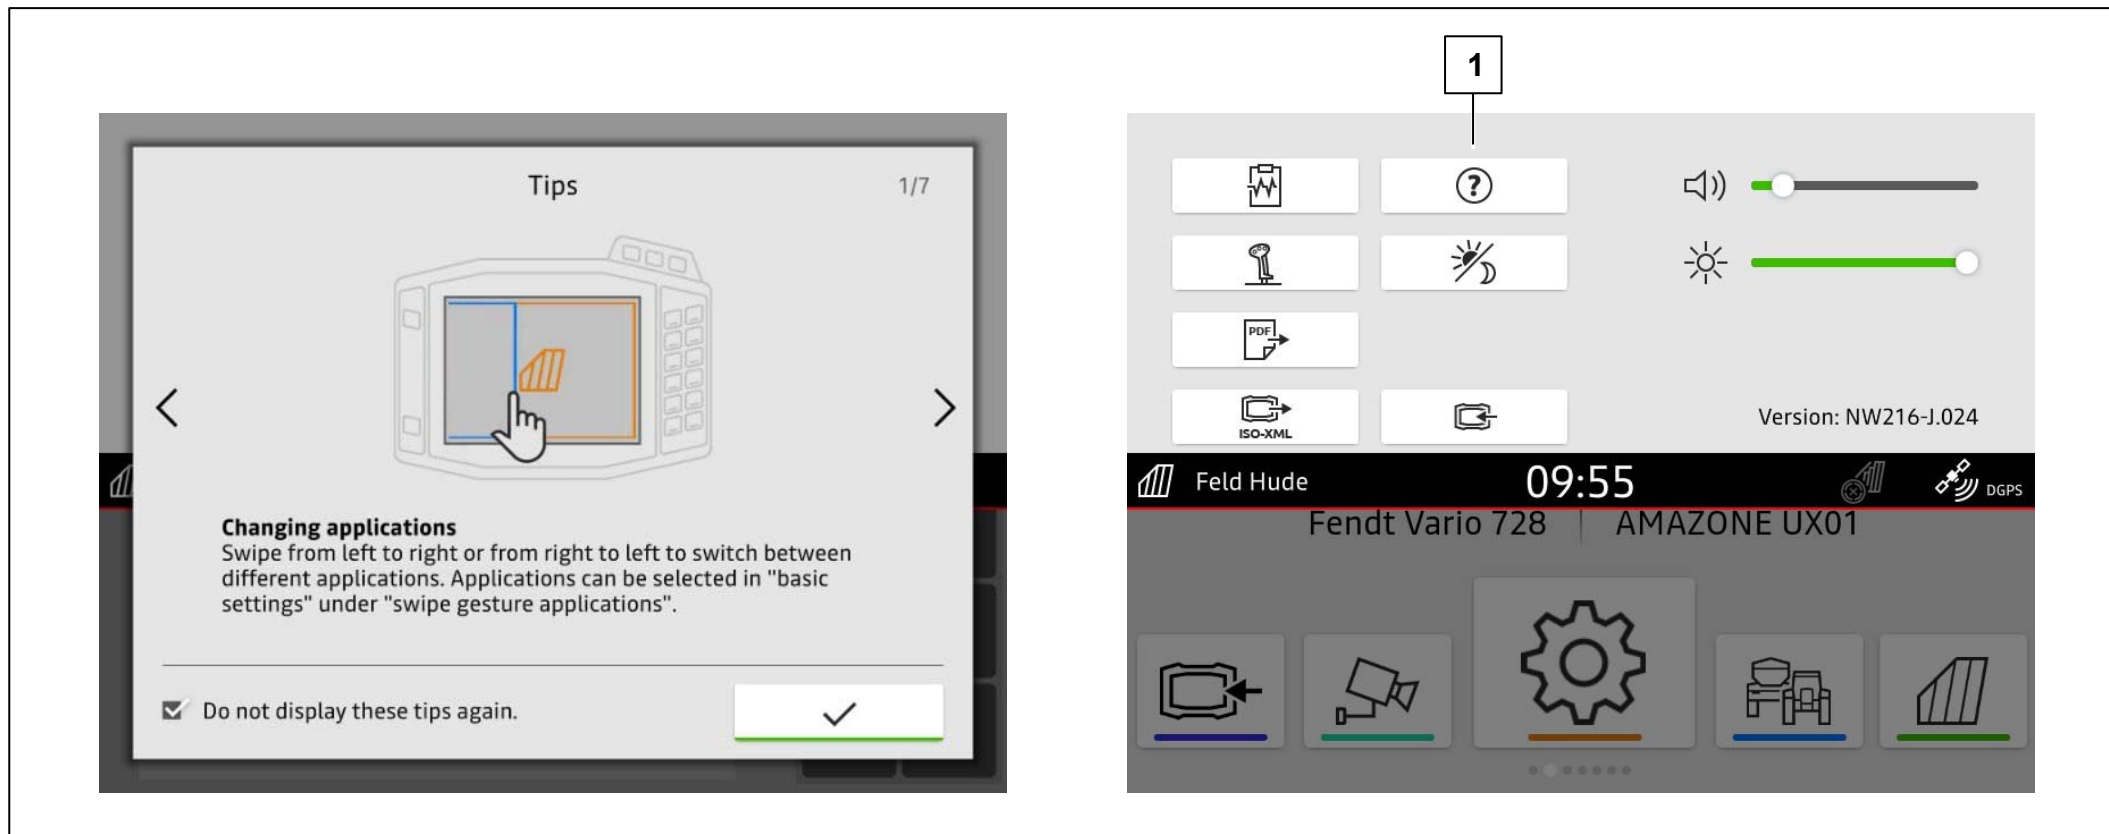 1
Tips
1/7
Changing applications
Swipe from left to right or from right to left to switch between
different applications. Applications can be selected in "basic
settings" under "swipe gesture applications".
Do not display these tips again.
?
PDF
ISO-XML
Version: NW216-J.024
Feld Hude
09:55
DGPS
Fendt Vario 728 | AMAZONE UX01